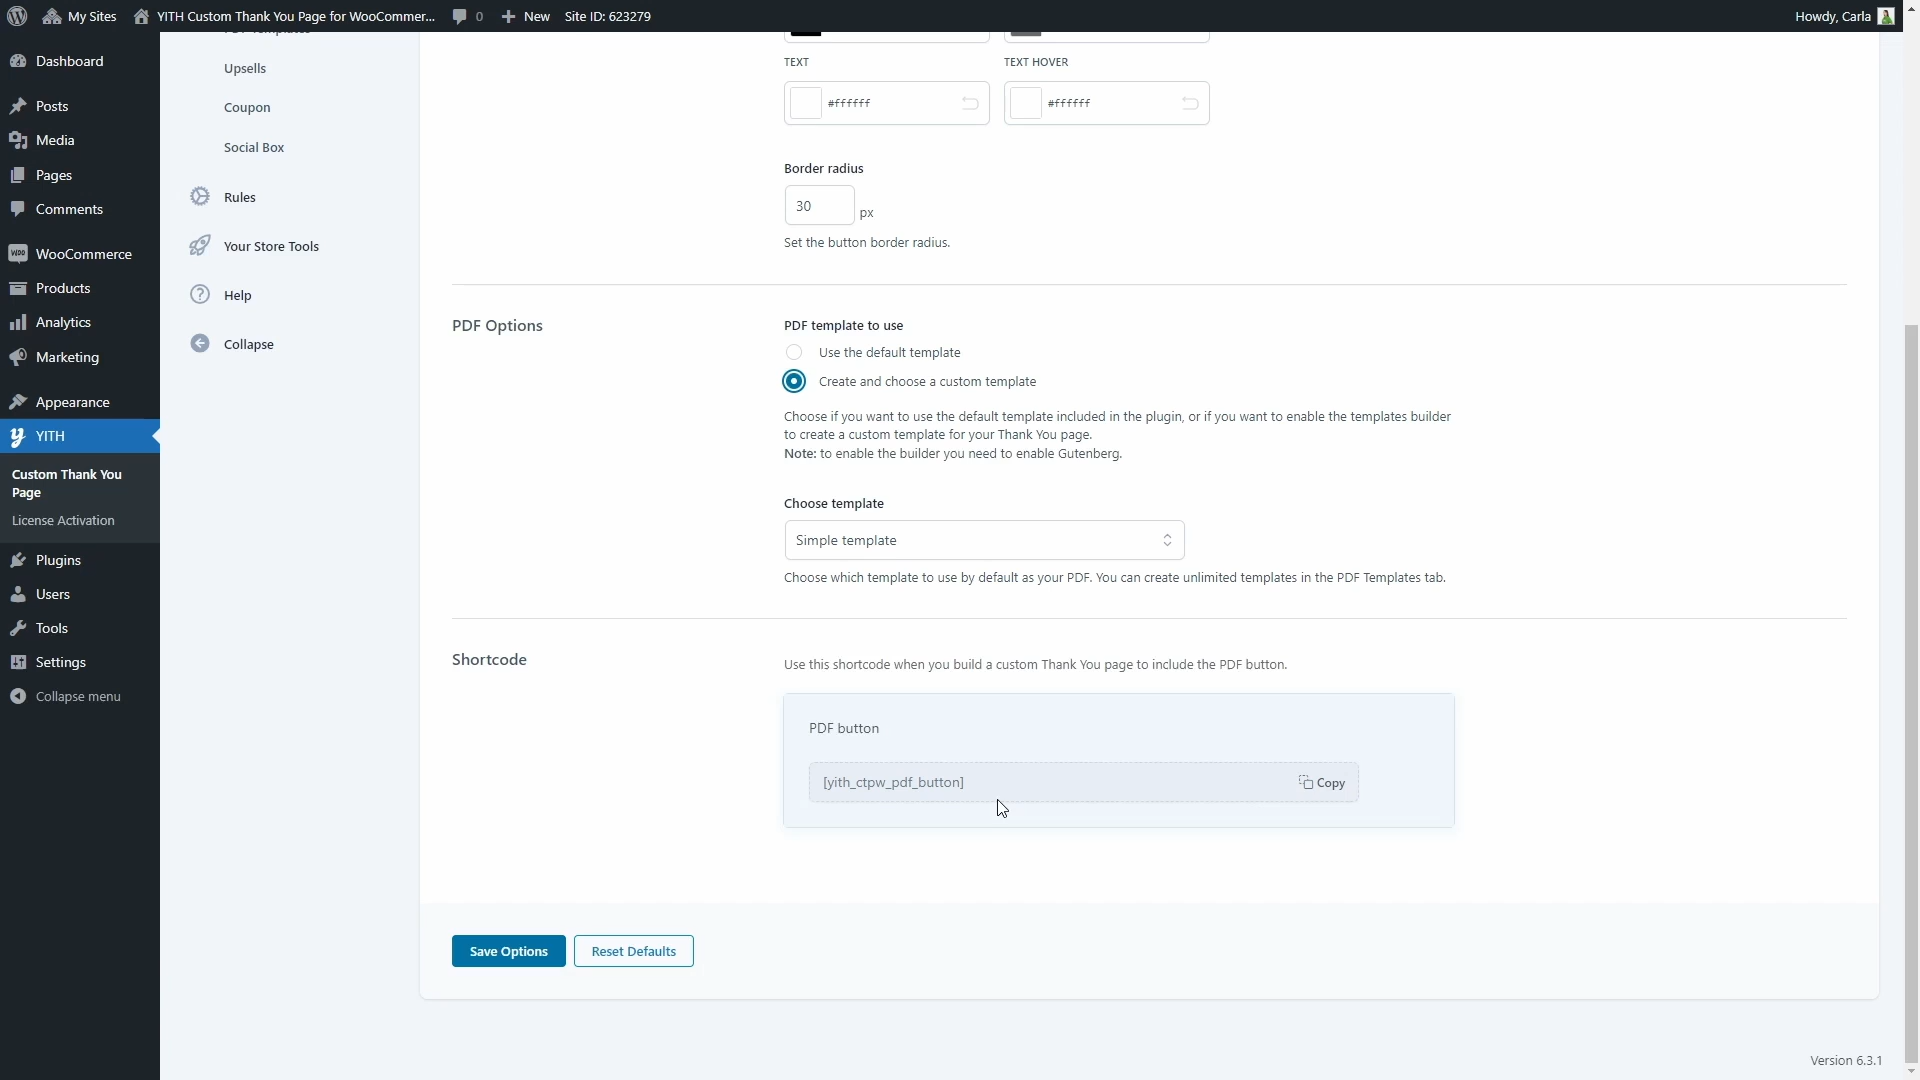 My Sites
YITH Custom Thank You Page for WooCommer...
0
New
Site ID: 623279
Howdy, Carla
Dashboard
Posts
Media
Pages
Comments
WooCommerce
Products
Analytics
Marketing
Appearance
YITH
Custom Thank You
Page
License Activation
Plugins
Users
Tools
Settings
Collapse menu
Upsells
Coupon
Social Box
Rules
Your Store Tools
Help
Collapse
TEXT
TEXT HOVER
#ffffff
#ffffff
Border radius
30
px
Set the button border radius.
PDF Options
PDF template to use
Use the default template
Create and choose a custom template
Choose if you want to use the default template included in the plugin, or if you want to enable the templates builder
to create a custom template for your Thank You page.
Note: to enable the builder you need to enable Gutenberg.
Choose template
Simple template
Choose which template to use by default as your PDF. You can create unlimited templates in the PDF Templates tab.
Shortcode
Use this shortcode when you build a custom Thank You page to include the PDF button.
PDF button
[yith_ctpw_pdf_button]
Copy
Save Options
Reset Defaults
Version 6.3.1